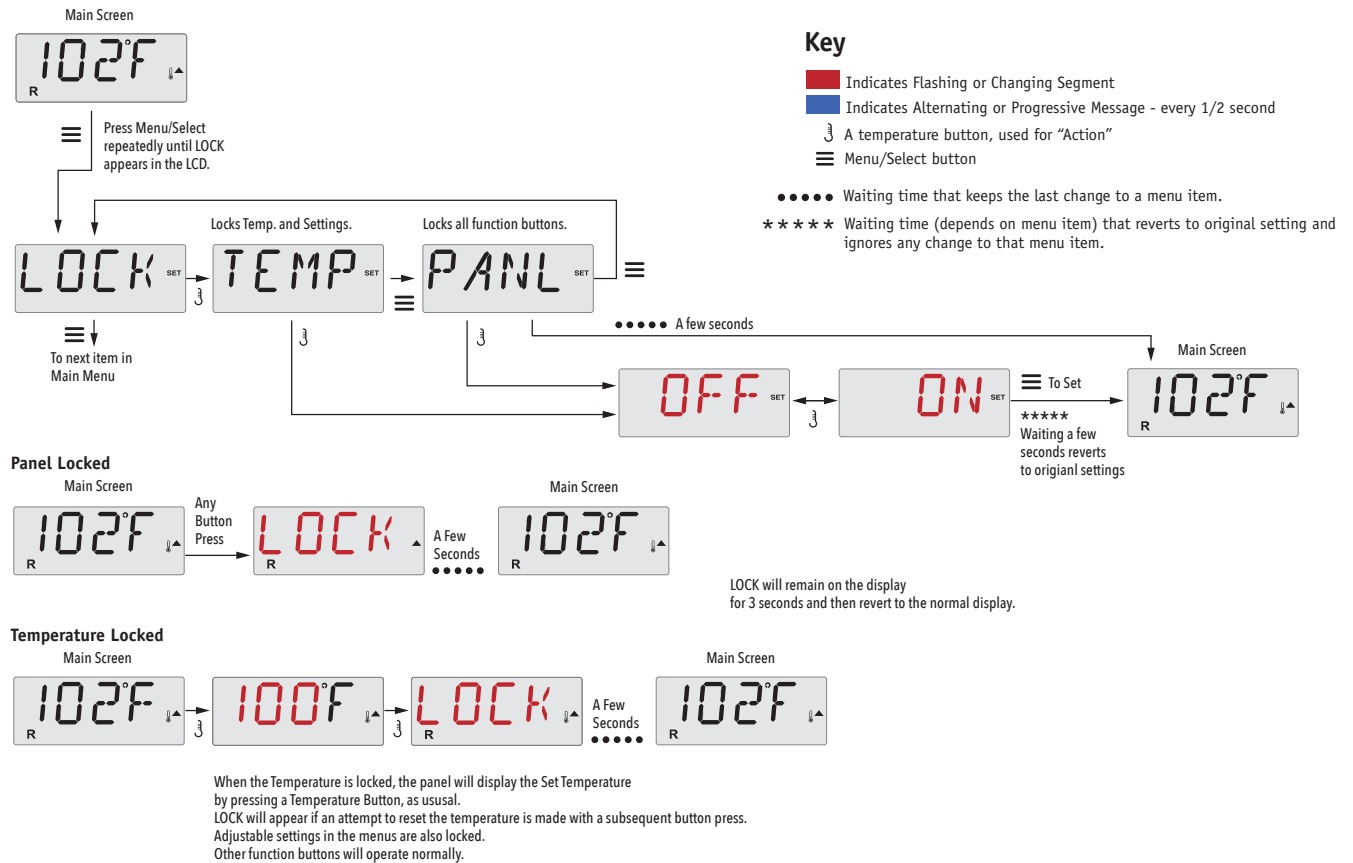 Main Screen
102°F
R
Press Menu/Select
repeatedly until LOCK
appears in the LCD.
Key
Indicates Flashing or Changing Segment
Indicates Alternating or Progressive Message - every 1/2 second
A temperature button, used for “Action”
Menu/Select button
Waiting time that keeps the last change to a menu item.
***** Waiting time (depends on menu item) that reverts to original setting and
ignores any change to that menu item.
Locks Temp. and Settings.
Locks all function buttons.
LOCK SET
TEMP SET
PANL SET
To next item in
Main Menu
A few seconds
OFF SET
ON SET
To Set
*****
Waiting a few
seconds reverts
to origianl settings
Main Screen
102°F
R
Panel Locked
Main Screen
102°F
R
Any
Button
Press
LOCK
R
A Few
Seconds
Main Screen
102°F
R
LOCK will remain on the display
for 3 seconds and then revert to the normal display.
Temperature Locked
Main Screen
102°F
R
100°F
LOCK
R
A Few
Seconds
Main Screen
102°F
R
When the Temperature is locked, the panel will display the Set Temperature
by pressing a Temperature Button, as ususal.
LOCK will appear if an attempt to reset the temperature is made with a subsequent button press.
Adjustable settings in the menus are also locked.
Other function buttons will operate normally.